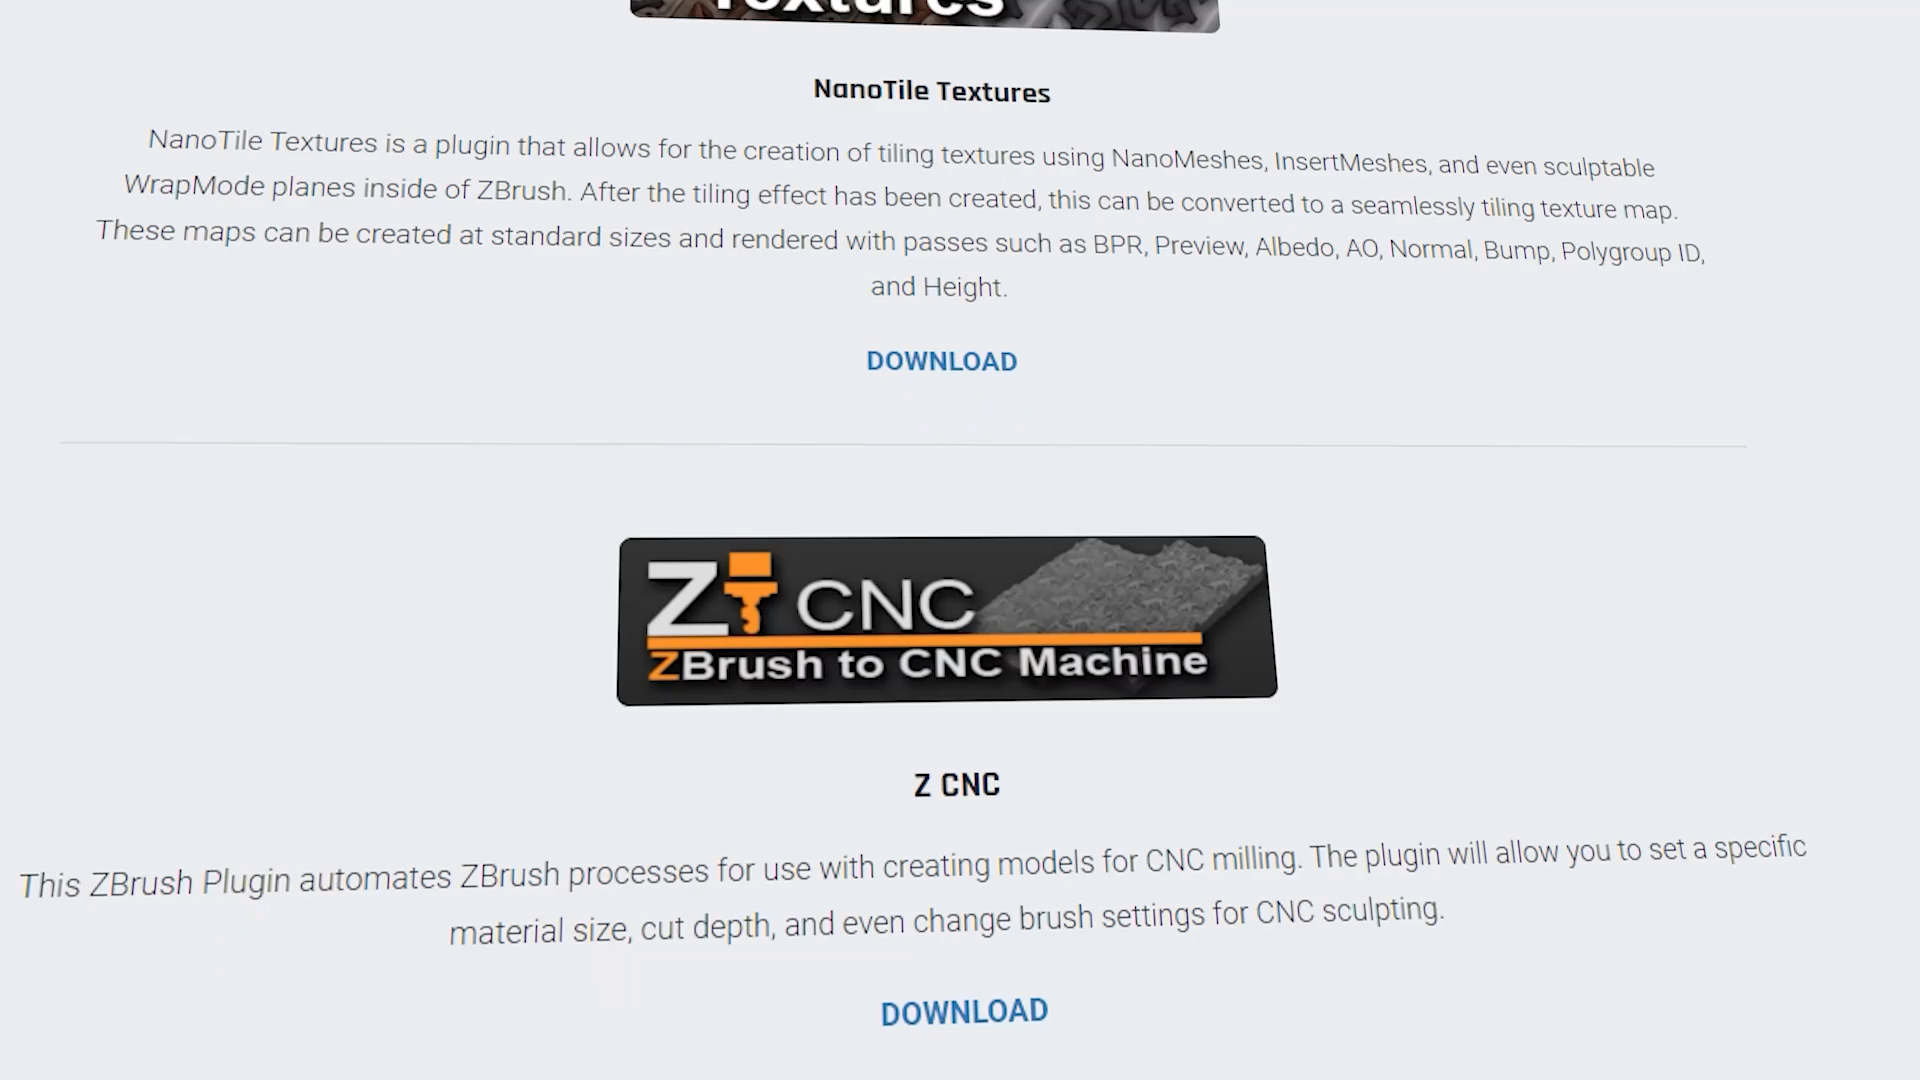 Textures
NanoTile Textures
NanoTile Textures is a plugin that allows for the creation of tiling textures using NanoMeshes, InsertMeshes, and even sculptable
WrapMode planes inside of ZBrush. After the tiling effect has been created, this can be converted to a seamlessly tiling texture map.
These maps can be created at standard sizes and rendered with passes such as BPR, Preview, Albedo, AO, Normal, Bump, Polygroup ID,
and Height.
DOWNLOAD
Z CNC
ZBrush to CNC Machine
Z CNC
This ZBrush Plugin automates ZBrush processes for use with creating models for CNC milling. The plugin will allow you to set a specific
material size, cut depth, and even change brush settings for CNC sculpting.
DOWNLOAD